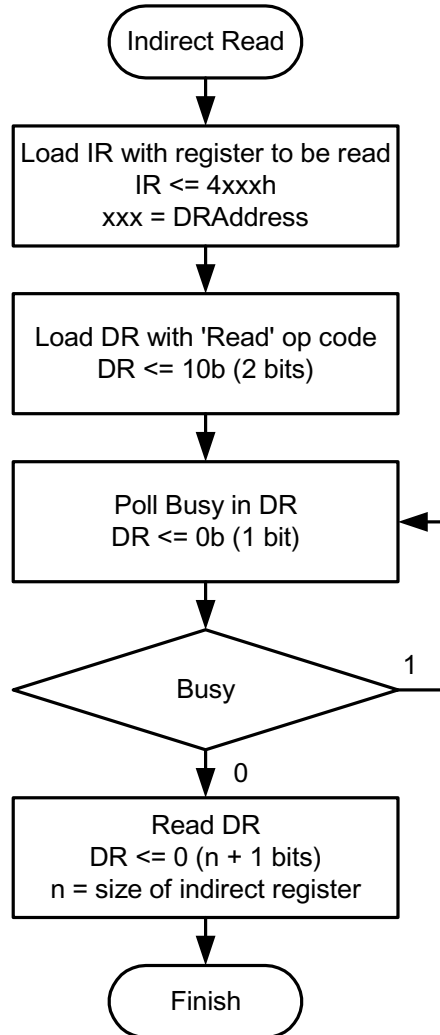 Indirect Read
Load IR with register to be read
IR <= 4xxxh
xxx = DRAddress
Load DR with 'Read' op code
DR <= 10b (2 bits)
Poll Busy in DR
DR <= 0b (1 bit)
Busy
1
0
Read DR
DR <= 0 (n + 1 bits)
n = size of indirect register
Finish